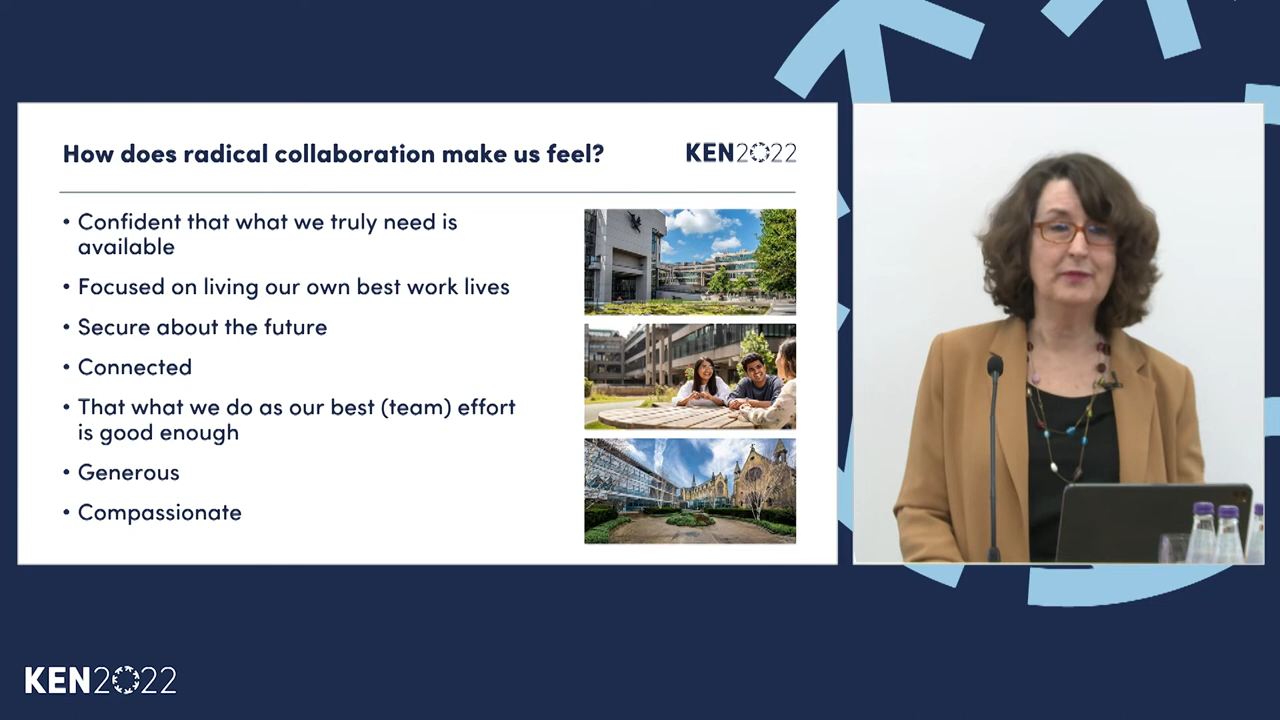 How does radical collaboration make us feel?
KEN2022
• Confident that what we truly need is
available
• Focused on living our own best work lives
• Secure about the future
• Connected
• That what we do as our best (team) effort
is good enough
• Generous
• Compassionate
KEN2022